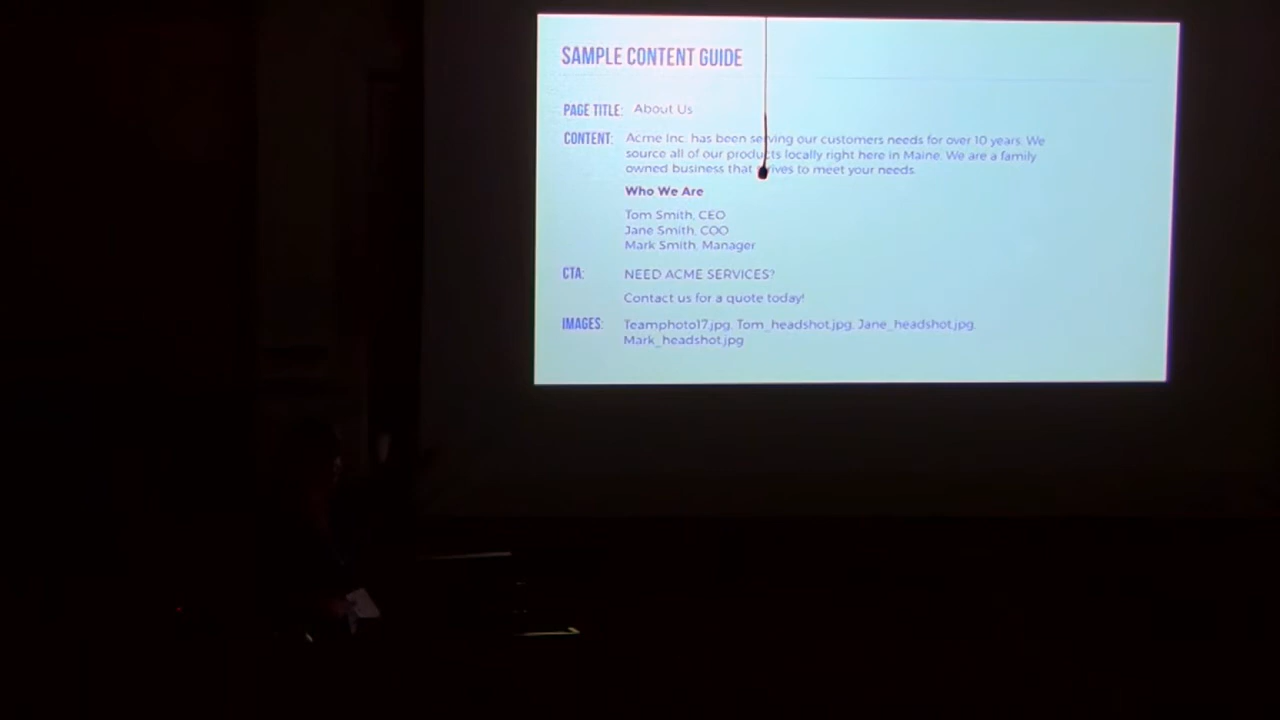 SAMPLE CONTENT GUIDE
PAGE TITLE: About Us
CONTENT: Acme Inc. has been serving our customers needs for over 10 years. We
source all of our products locally right here in Maine. We are a family
owned business that strives to meet your needs.
Who We Are
Tom Smith, CEO
Jane Smith, COO
Mark Smith, Manager
CTA: NEED ACME SERVICES?
Contact us for a quote today!
IMAGES: Teamphoto17.jpg, Tom_headshot.jpg, Jane_headshot.jpg,
Mark_headshot.jpg